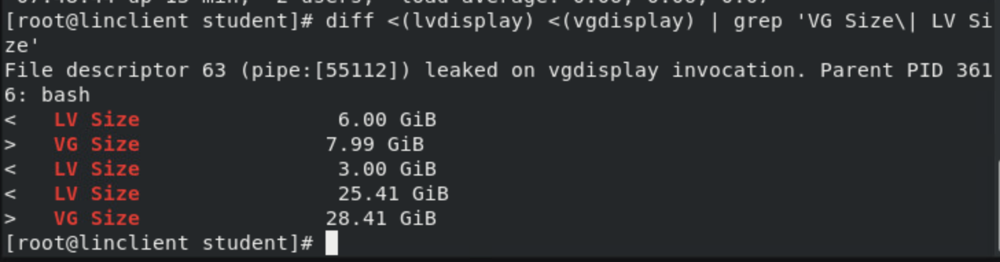 [root@linclient student]# diff <(lvdisplay) <(vgdisplay) | grep 'VG Size\| LV Si
ze'
File descriptor 63 (pipe:[55112]) leaked on vgdisplay invocation. Parent PID 361
6: bash
<   LV Size                6.00 GiB
>   VG Size               7.99 GiB
<   LV Size                3.00 GiB
<   LV Size                25.41 GiB
>   VG Size               28.41 GiB
[root@linclient student]#